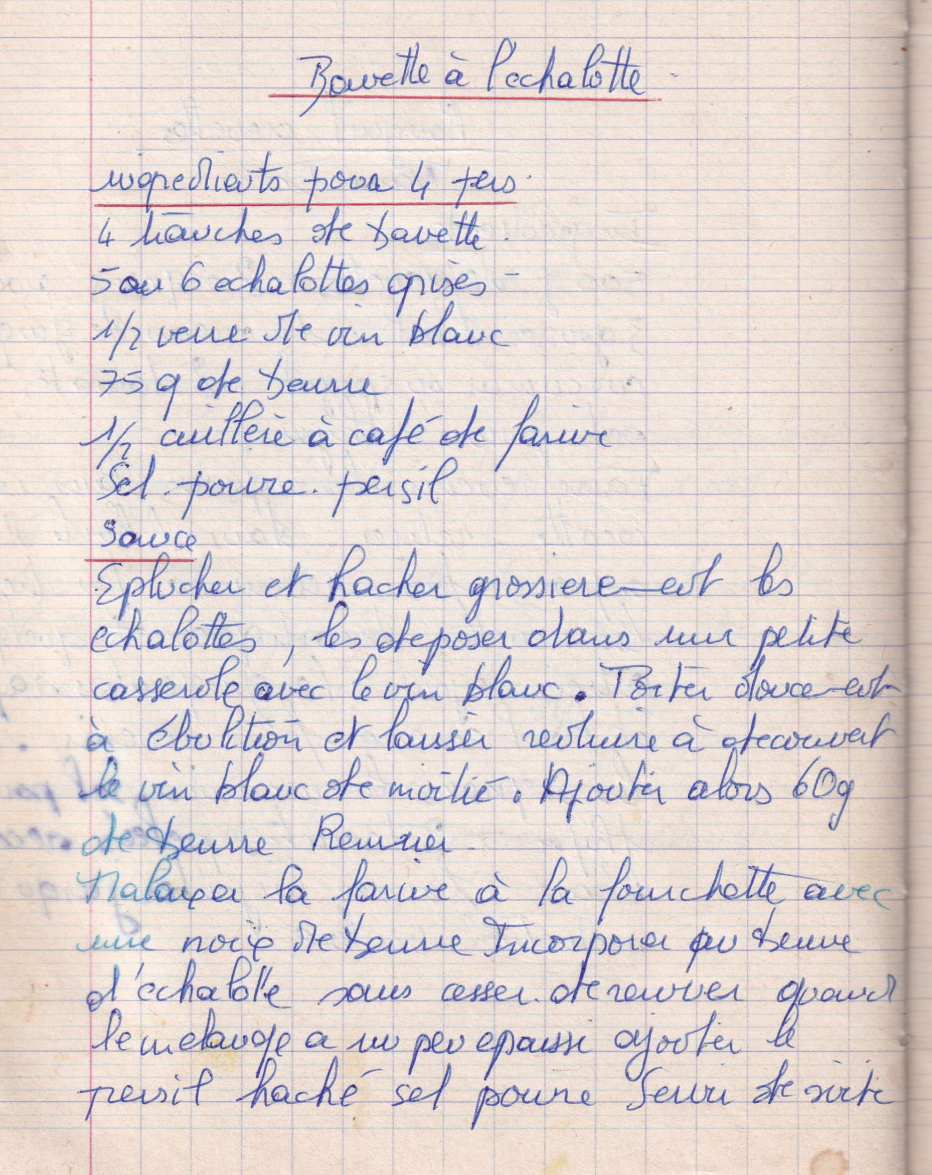 Bavette à l'echalotte
ingredients pour 4 pers.
4 tranches de bavette.
5 ou 6 echalottes grises
1/2 verre de vin blanc
75 g de beurre
1/2 cuillère à café de farine
Sel. poivre. persil
Sauce
Eplucher et hacher grossierement les
échalottes, les deposer dans une petite
casserole avec le vin blanc. Porter doucement
à ébulition et laisser reduire à decouvert
le vin blanc de moitié. Ajouter alors 60g
de beurre Remuer.
Malaxer la farine à la fourchette avec
une noix de beurre Incorporer au beurre
d'échalotte sans cesser de remuer quand
le melange a un peu epaissi ajouter le
persil haché sel poivre Servir de suite